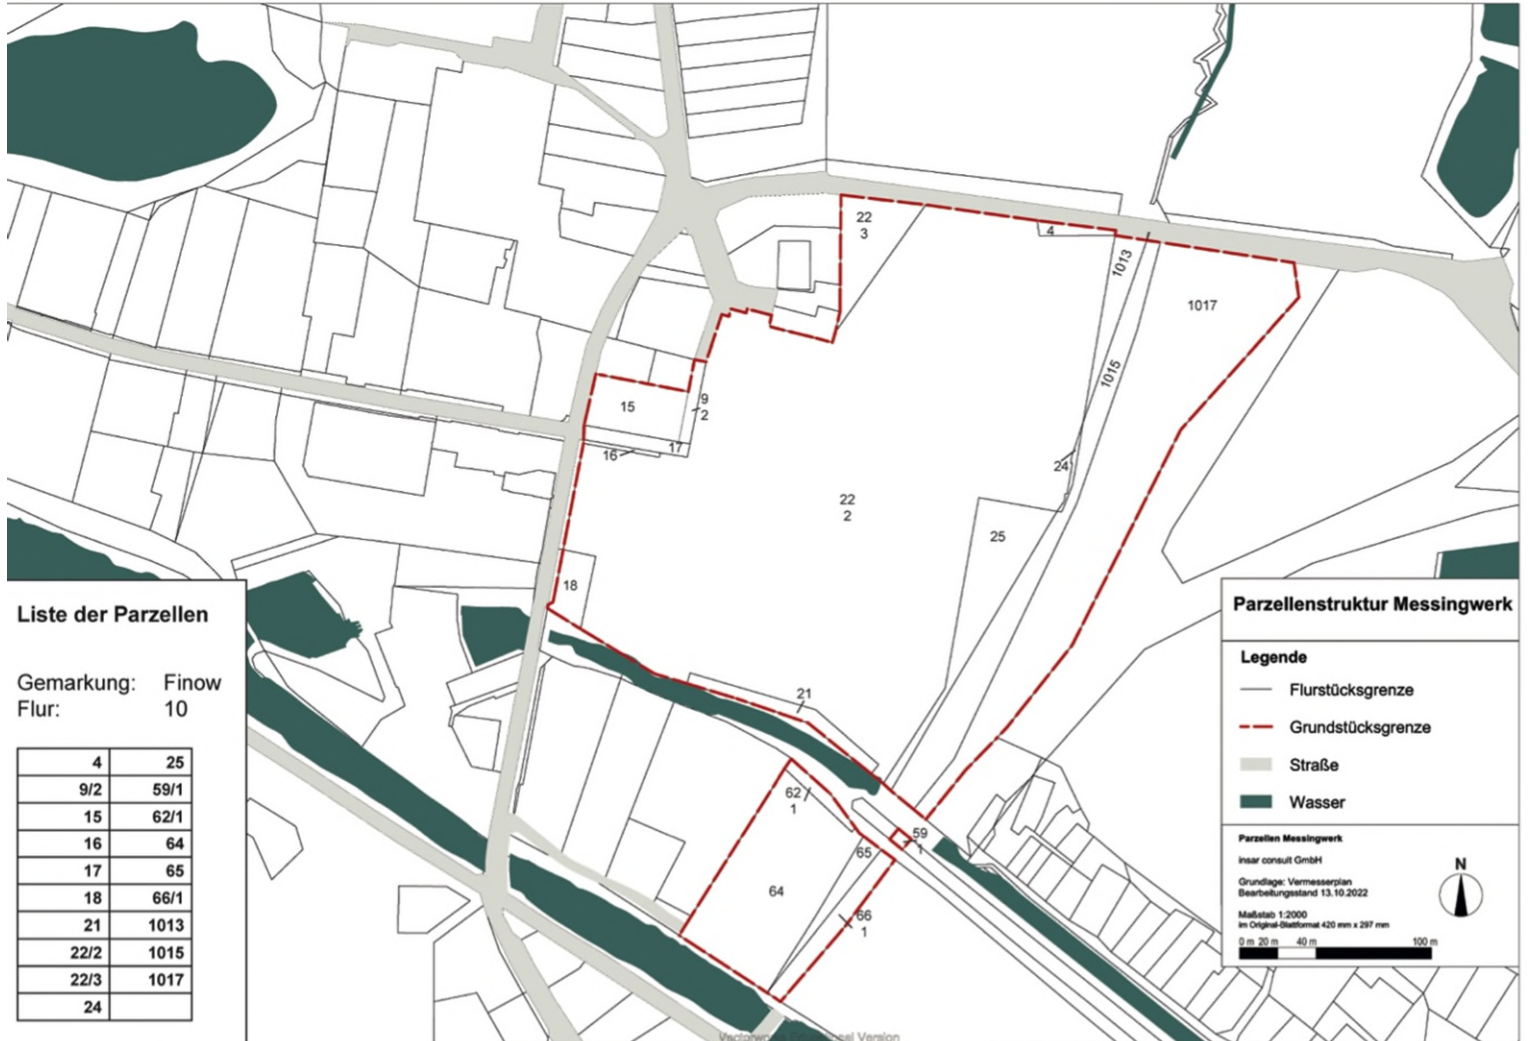 22
3
4
1013
1017
1015
15
9
2
16
17
24
22
2
25
18
21
62
1
59
1
65
64
66
1
Liste der Parzellen
Gemarkung: Finow
Flur: 10
4 25
9/2 59/1
15 62/1
16 64
17 65
18 66/1
21 1013
22/2 1015
22/3 1017
24
Parzellenstruktur Messingwerk
Legende
Flurstücksgrenze
Grundstücksgrenze
Straße
Wasser
Parzellen Messingwerk
insar consult GmbH
Grundlage: Vermesserplan
Bearbeitungsstand 13.10.2022
Maßstab 1:2000
im Original-Blattformat 420 mm x 297 mm
N
0 m 20 m 40 m 100 m
Vectorworks Educational Version